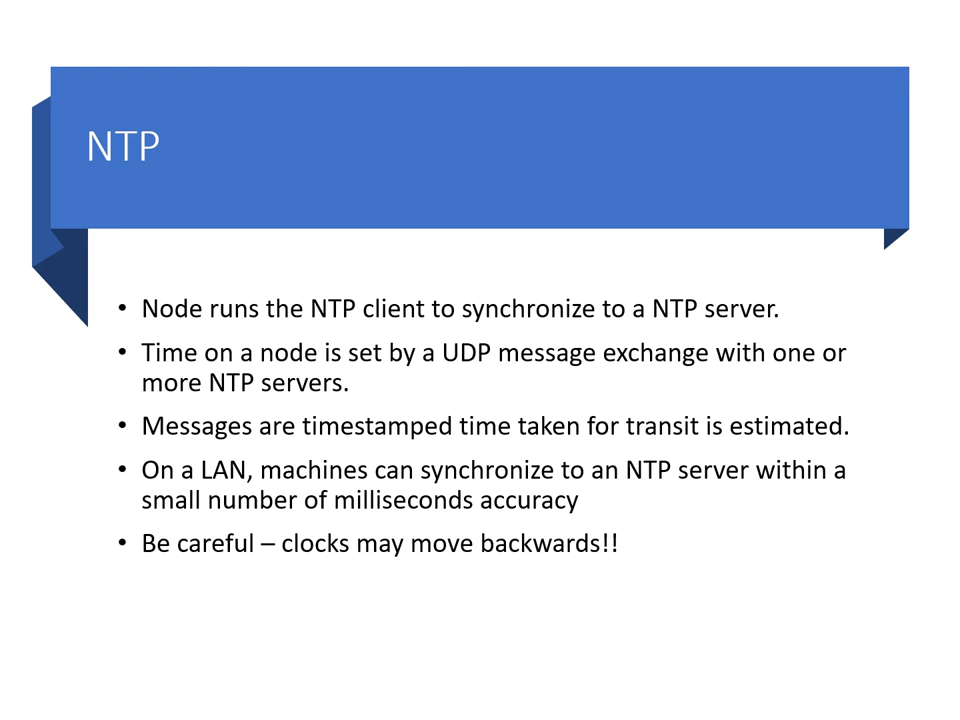 NTP
• Node runs the NTP client to synchronize to a NTP server.
• Time on a node is set by a UDP message exchange with one or
more NTP servers.
• Messages are timestamped time taken for transit is estimated.
• On a LAN, machines can synchronize to an NTP server within a
small number of milliseconds accuracy
• Be careful – clocks may move backwards!!